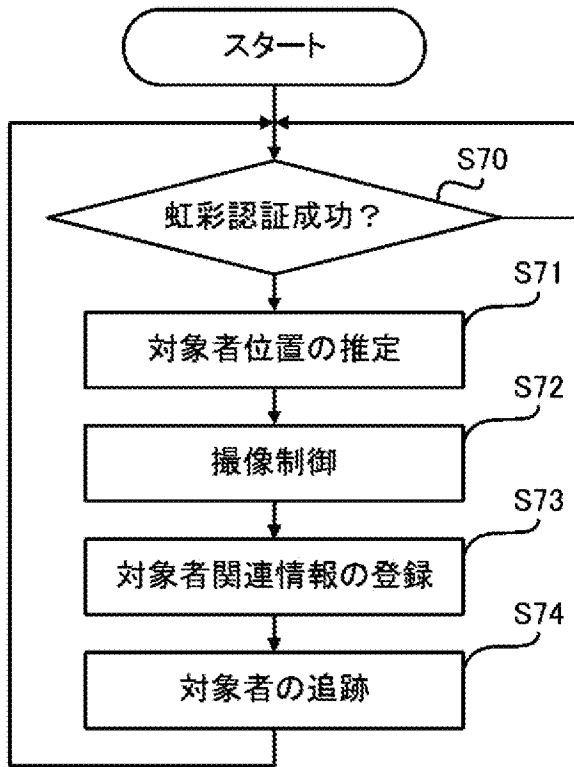 スタート
S70
虹彩認証成功？
S71
対象者位置の推定
S72
撮像制御
S73
対象者関連情報の登録
S74
対象者の追跡